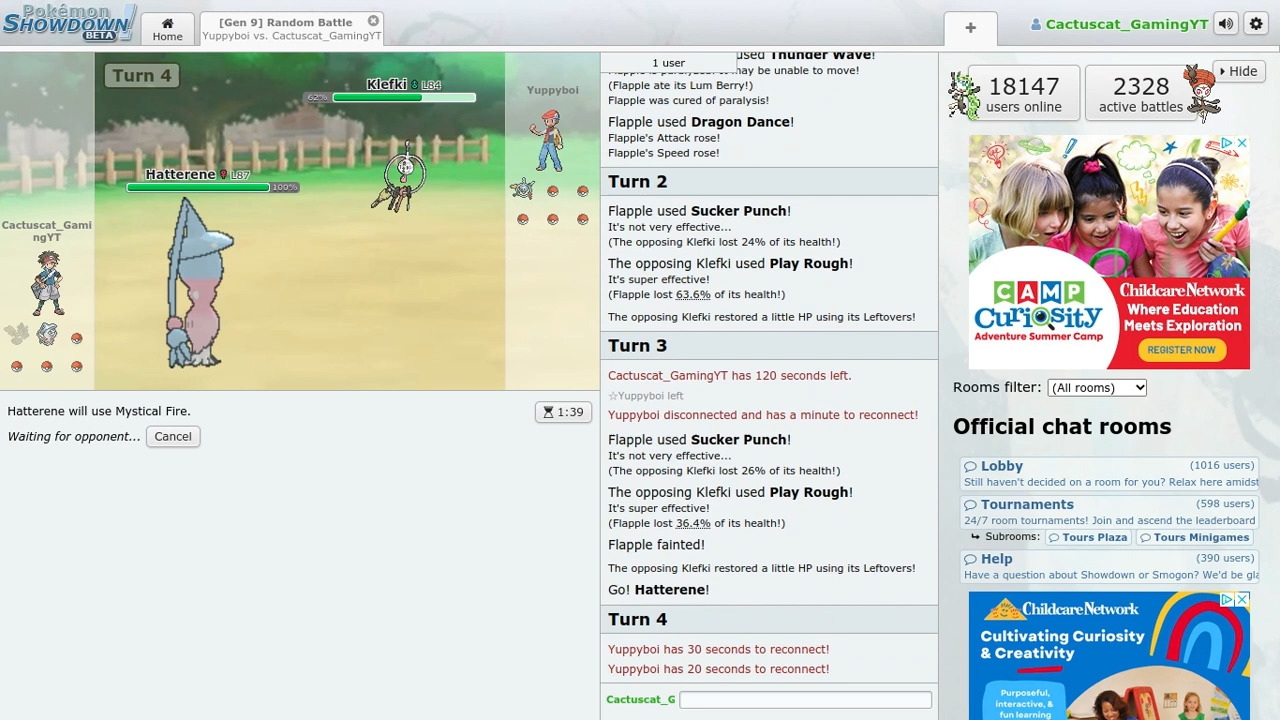 Pokémon
SHOWDOWN!
BETA
Home
[Gen 9] Random Battle
Yuppyboi vs. Cactuscat_GamingYT
+
Cactuscat_GamingYT
Turn 4
Klefki L84
62%
Hatterene L87
100%
Yuppyboi
Cactuscat_Gami
ngYT
Hatterene will use Mystical Fire.
1:39
Waiting for opponent...
Cancel
1 user
used Thunder Wave!
Flapple is paralyzed! It may be unable to move!
(Flapple ate its Lum Berry!)
Flapple was cured of paralysis!
Flapple used Dragon Dance!
Flapple's Attack rose!
Flapple's Speed rose!
Turn 2
Flapple used Sucker Punch!
It's not very effective...
(The opposing Klefki lost 24% of its health!)
The opposing Klefki used Play Rough!
It's super effective!
(Flapple lost 63.6% of its health!)
The opposing Klefki restored a little HP using its Leftovers!
Turn 3
Cactuscat_GamingYT has 120 seconds left.
☆Yuppyboi left
Yuppyboi disconnected and has a minute to reconnect!
Flapple used Sucker Punch!
It's not very effective...
(The opposing Klefki lost 26% of its health!)
The opposing Klefki used Play Rough!
It's super effective!
(Flapple lost 36.4% of its health!)
Flapple fainted!
The opposing Klefki restored a little HP using its Leftovers!
Go! Hatterene!
Turn 4
Yuppyboi has 30 seconds to reconnect!
Yuppyboi has 20 seconds to reconnect!
Cactuscat_G
Hide
18147
users online
2328
active battles
CAMP
Curiosity
Adventure Summer Camp
Childcare Network
Where Education
Meets Exploration
REGISTER NOW
Rooms filter: (All rooms)
Official chat rooms
Lobby (1016 users)
Still haven't decided on a room for you? Relax here amidst
Tournaments (598 users)
24/7 room tournaments! Join and ascend the leaderboard
Subrooms: Tours Plaza Tours Minigames
Help (390 users)
Have a question about Showdown or Smogon? We'd be gla
Childcare Network
Cultivating Curiosity
& Creativity
Purposeful,
interactive, &
fun learning